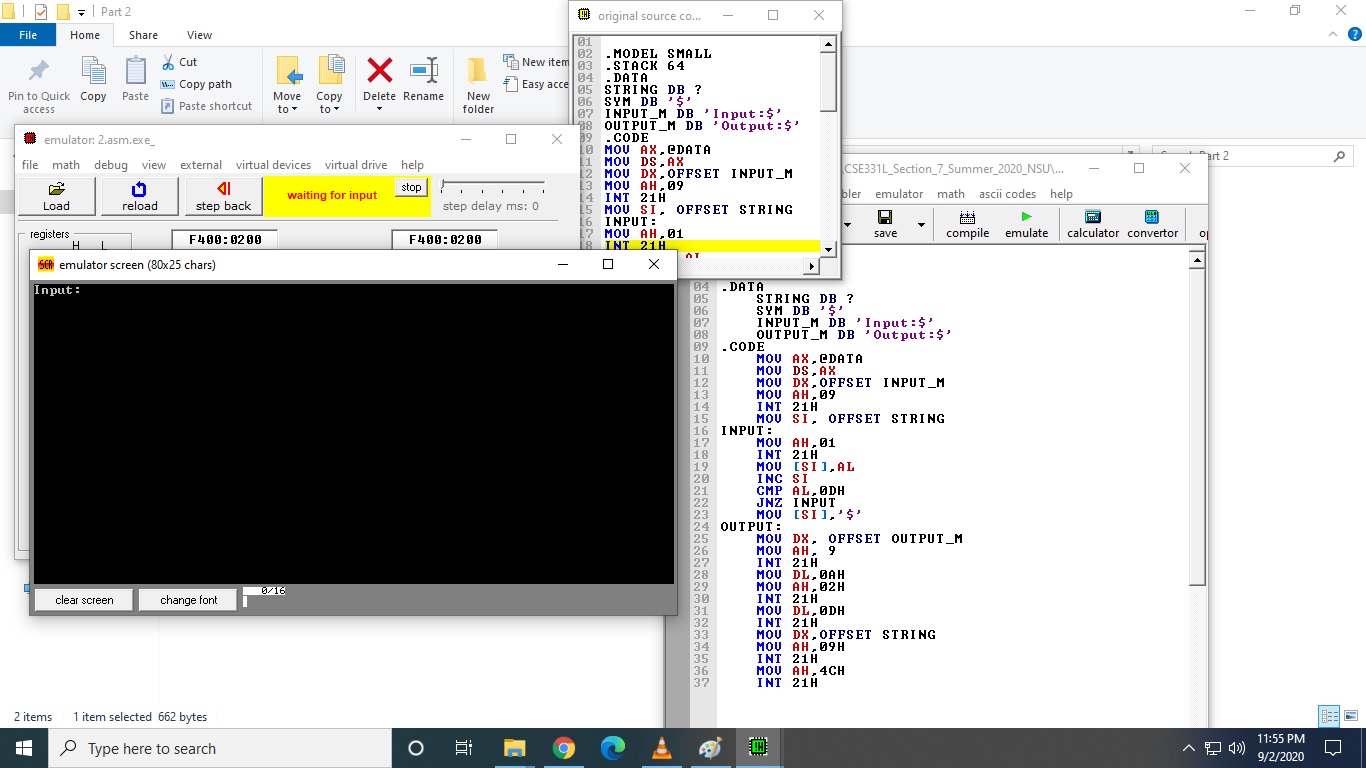 Part 2
File Home Share View
Pin to Quick access
Copy
Paste
Cut
Copy path
Paste shortcut
Move to
Copy to
Delete
Rename
New folder
New item
Easy acce
original source co...
01
02 .MODEL SMALL
03 .STACK 64
04 .DATA
05 STRING DB ?
06 SYM DB '$'
07 INPUT_M DB 'Input:$'
08 OUTPUT_M DB 'Output:$'
09 .CODE
10 MOV AX,@DATA
11 MOV DS,AX
12 MOV DX,OFFSET INPUT_M
13 MOV AH,09
14 INT 21H
15 MOV SI, OFFSET STRING
16 INPUT:
17 MOV AH,01
18 INT 21H
emulator: 2.asm.exe_
file math debug view external virtual devices virtual drive help
Load
reload
step back
waiting for input
stop
step delay ms: 0
registers
H L
F400:0200
F400:0200
emulator screen (80x25 chars)
Input:
clear screen
change font
0/16
Part 2
\CSE331L_Section_7_Summer_2020_NSU\...
bler emulator math ascii codes help
save
compile
emulate
calculator
convertor
op
04 .DATA
05 STRING DB ?
06 SYM DB '$'
07 INPUT_M DB 'Input:$'
08 OUTPUT_M DB 'Output:$'
09 .CODE
10 MOV AX,@DATA
11 MOV DS,AX
12 MOV DX,OFFSET INPUT_M
13 MOV AH,09
14 INT 21H
15 MOV SI, OFFSET STRING
16 INPUT:
17 MOV AH,01
18 INT 21H
19 MOV [SI],AL
20 INC SI
21 CMP AL,0DH
22 JNZ INPUT
23 MOV [SI],'$'
24 OUTPUT:
25 MOV DX, OFFSET OUTPUT_M
26 MOV AH, 9
27 INT 21H
28 MOV DL,0AH
29 MOV AH,02H
30 INT 21H
31 MOV DL,0DH
32 INT 21H
33 MOV DX,OFFSET STRING
34 MOV AH,09H
35 INT 21H
36 MOV AH,4CH
37 INT 21H
2 items 1 item selected 662 bytes
Type here to search
11:55 PM
9/2/2020